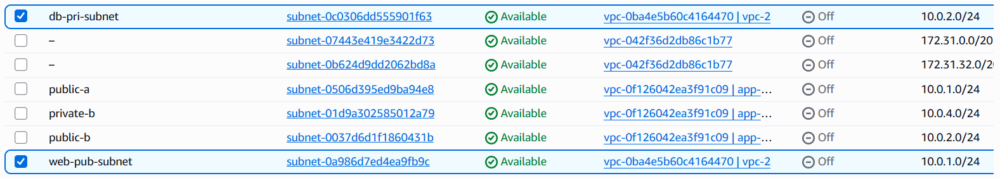 db-pri-subnet subnet-0c0306dd555901f63 Available vpc-0ba4e5b60c4164470 | vpc-2 Off 10.0.2.0/24
– subnet-07443e419e3422d73 Available vpc-042f36d2db86c1b77 Off 172.31.0.0/20
– subnet-0b624d9dd2062bd8a Available vpc-042f36d2db86c1b77 Off 172.31.32.0/2
public-a subnet-0506d395ed9ba94e8 Available vpc-0f126042ea3f91c09 | app-... Off 10.0.1.0/24
private-b subnet-01d9a302585012a79 Available vpc-0f126042ea3f91c09 | app-... Off 10.0.4.0/24
public-b subnet-0037d6d1f1860431b Available vpc-0f126042ea3f91c09 | app-... Off 10.0.2.0/24
web-pub-subnet subnet-0a986d7ed4ea9fb9c Available vpc-0ba4e5b60c4164470 | vpc-2 Off 10.0.1.0/24